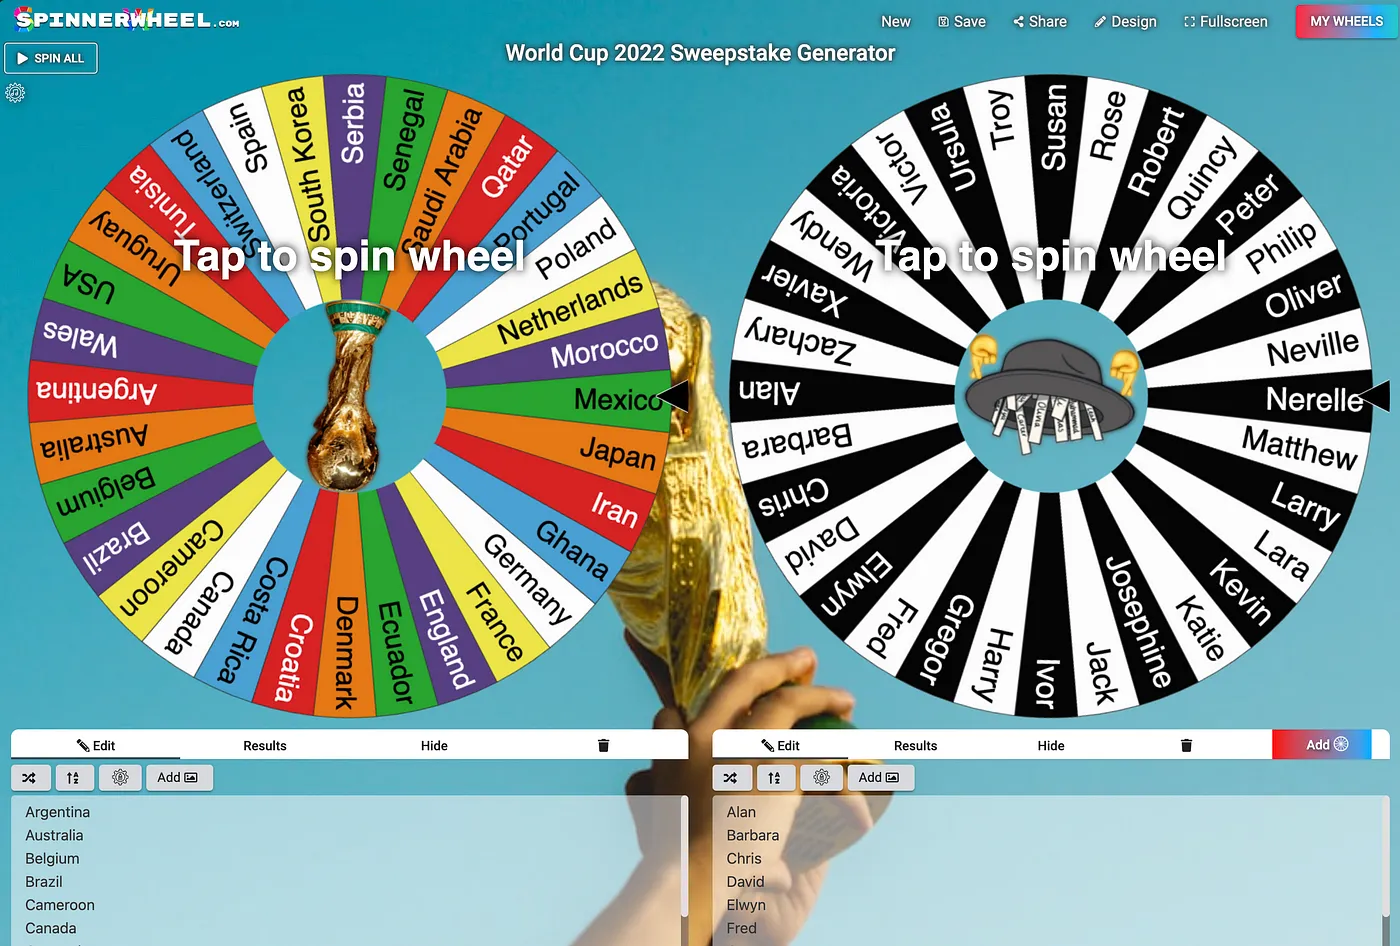 SPINNERWHEEL.COM
New
Save
Share
Design
Fullscreen
MY WHEELS
SPIN ALL
World Cup 2022 Sweepstake Generator
Serbia
Senegal
Saudi Arabia
Qatar
Portugal
Poland
Netherlands
Morocco
Mexico
Japan
Iran
Ghana
Germany
France
England
Ecuador
Denmark
Croatia
Costa Rica
Canada
Cameroon
Brazil
Belgium
Australia
Argentina
Wales
USA
Uruguay
Tunisia
Switzerland
Spain
South Korea
Tap to spin wheel
Susan
Rose
Robert
Quincy
Peter
Philip
Oliver
Neville
Nerelle
Matthew
Larry
Lara
Kevin
Katie
Josephine
Jack
Ivor
Harry
Gregor
Fred
Elwyn
David
Chris
Barbara
Alan
Zachary
Xavier
Wendy
Victoria
Victor
Ursula
Troy
Tap to spin wheel
Edit
Results
Hide
Add
Argentina
Australia
Belgium
Brazil
Cameroon
Canada
Edit
Results
Hide
Add
Add
Alan
Barbara
Chris
David
Elwyn
Fred